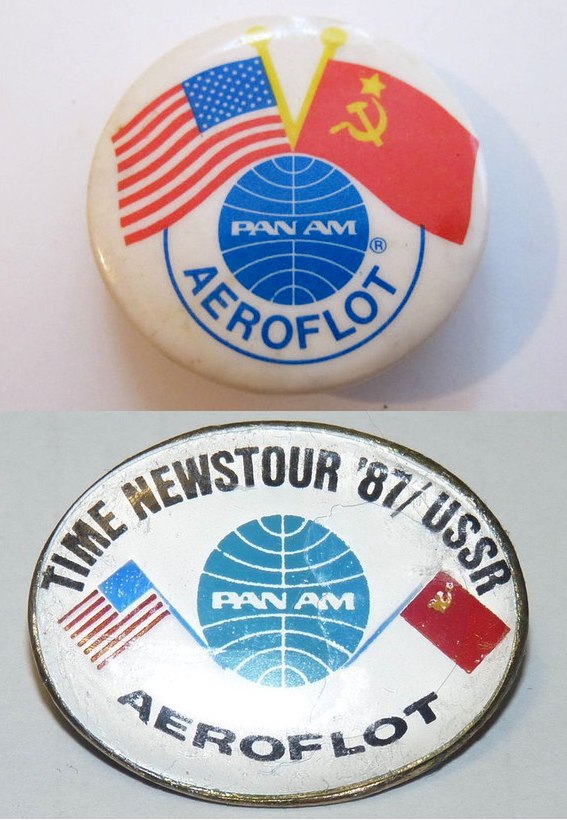 PAN AM
®
AEROFLOT
TIME NEWSTOUR '87/USSR
PAN AM
AEROFLOT